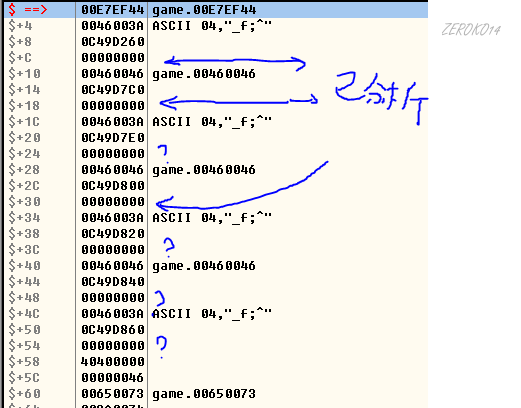 $ ==> 00E7EF44 game.00E7EF44
$+4 0046003A ASCII 04,"_f;^"
$+8 0C49D260
$+C 00000000
$+10 00460046 game.00460046
$+14 0C49D7C0
$+18 00000000
$+1C 0046003A ASCII 04,"_f;^"
$+20 0C49D7E0
$+24 00000000 ?
$+28 00460046 game.00460046
$+2C 0C49D800
$+30 00000000
$+34 0046003A ASCII 04,"_f;^"
$+38 0C49D820
$+3C 00000000 ?
$+40 00460046 game.00460046
$+44 0C49D840
$+48 00000000 ?
$+4C 0046003A ASCII 04,"_f;^"
$+50 0C49D860
$+54 00000000 ?
$+58 40400000
$+5C 00000046
$+60 00650073 game.00650073
ZEROKO14
已分析